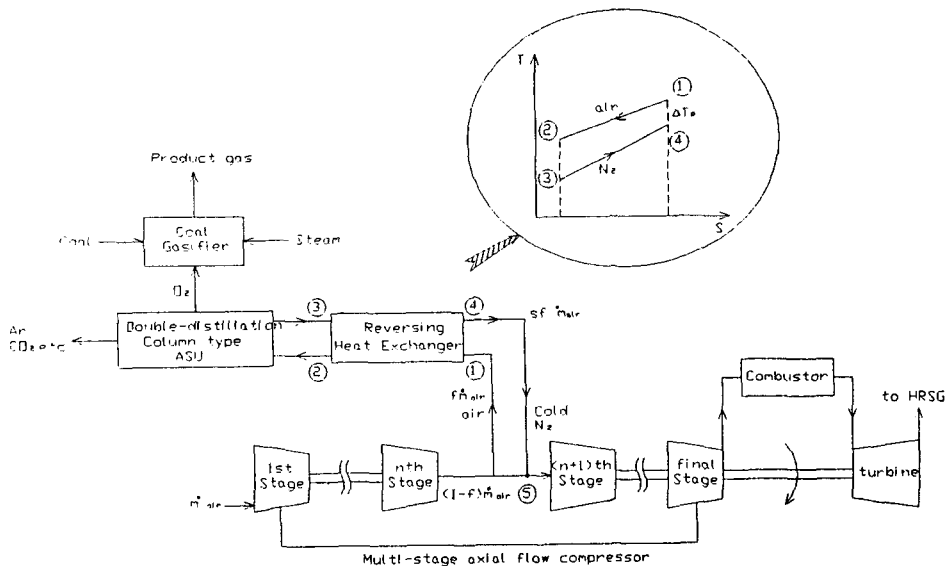 T
①
air
ΔTₑ
②
④
③
N₂
S
Product gas
Coal
Gasifier
Steam
O₂
③
④
sf ṁair
Ar
CO₂ etc
Double-distillation
Column type
ASU
Reversing
Heat Exchanger
②
①
fṁair
air
Cold
N₂
Combustor
to HRSG
1st
Stage
nth
Stage
(n+1)th
Stage
final
Stage
turbine
ṁair
(1-f)ṁair
⑤
Multi-stage axial flow compressor